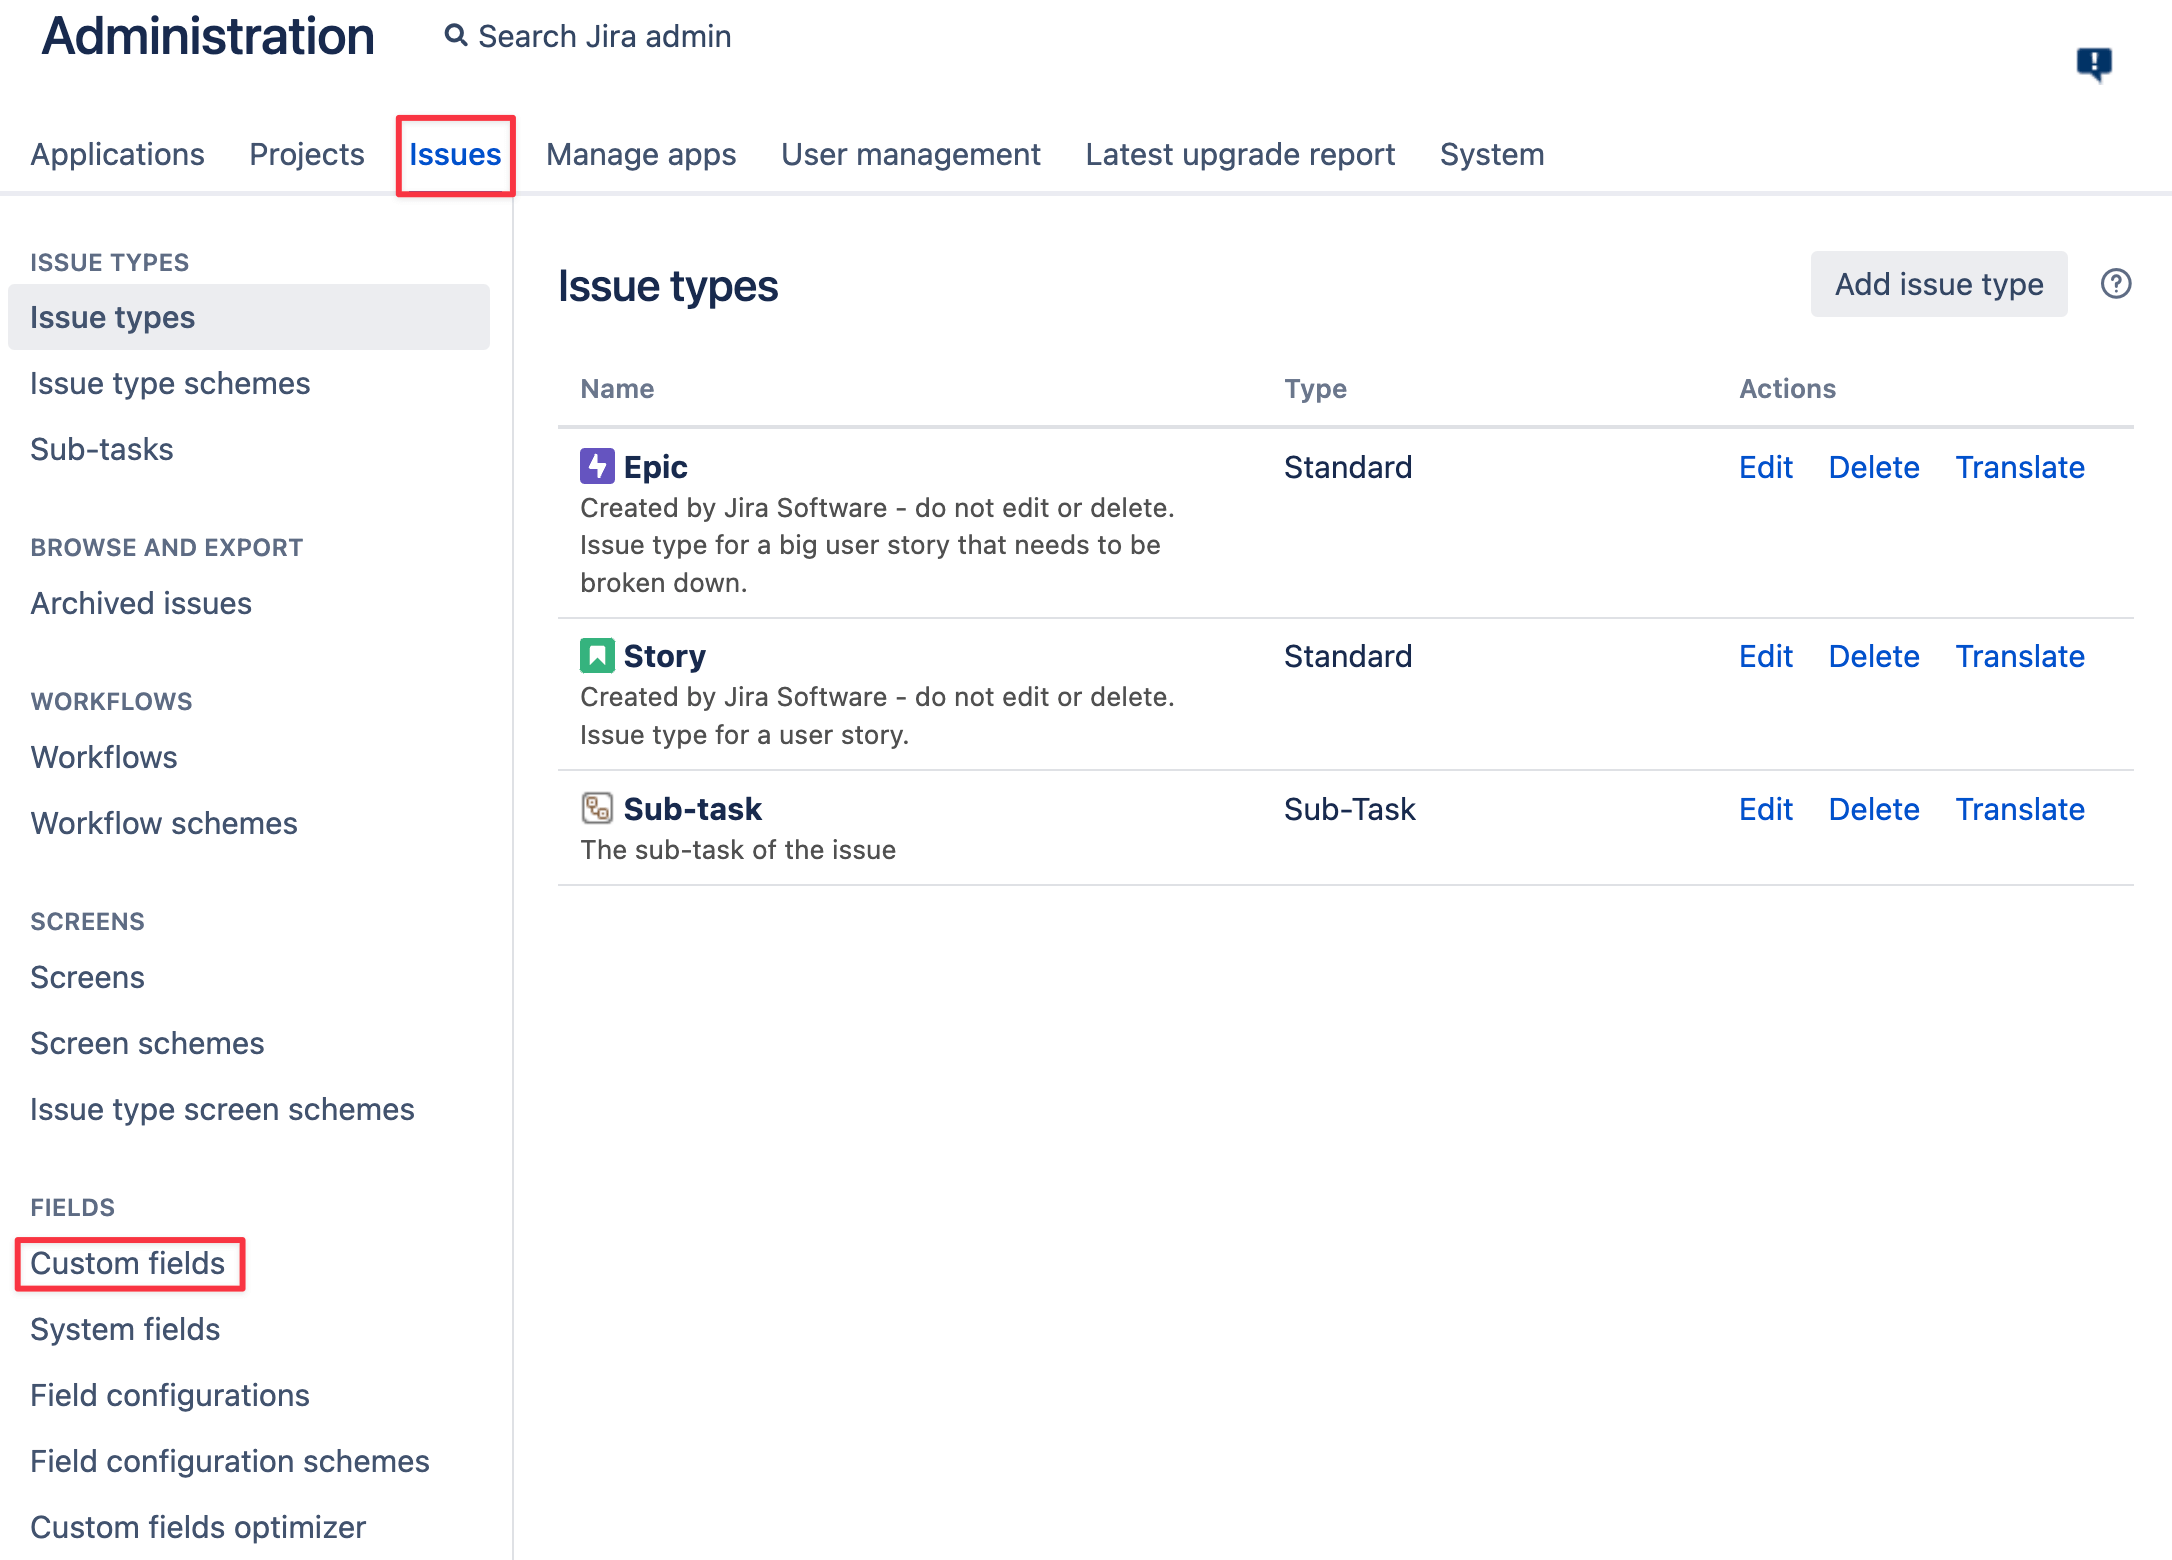 Administration
Search Jira admin
Applications Projects Issues Manage apps User management Latest upgrade report System
ISSUE TYPES
Issue types
Issue type schemes
Sub-tasks
BROWSE AND EXPORT
Archived issues
WORKFLOWS
Workflows
Workflow schemes
SCREENS
Screens
Screen schemes
Issue type screen schemes
FIELDS
Custom fields
System fields
Field configurations
Field configuration schemes
Custom fields optimizer
Issue types
Add issue type
Name Type Actions
Epic Standard Edit Delete Translate
Created by Jira Software - do not edit or delete.
Issue type for a big user story that needs to be
broken down.
Story Standard Edit Delete Translate
Created by Jira Software - do not edit or delete.
Issue type for a user story.
Sub-task Sub-Task Edit Delete Translate
The sub-task of the issue